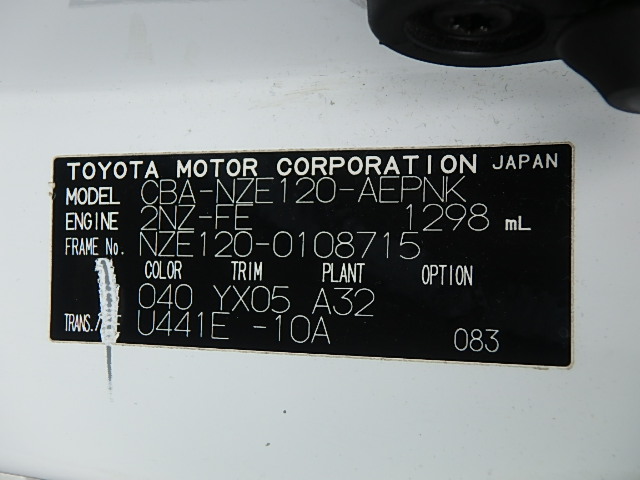 TOYOTA MOTOR CORPORATION JAPAN
MODEL CBA-NZE120-AEPNK
ENGINE 2NZ-FE 1298 mL
FRAME No. NZE120-0108715
COLOR TRIM PLANT OPTION
040 YX05 A32
TRANS./ U441E -10A
083